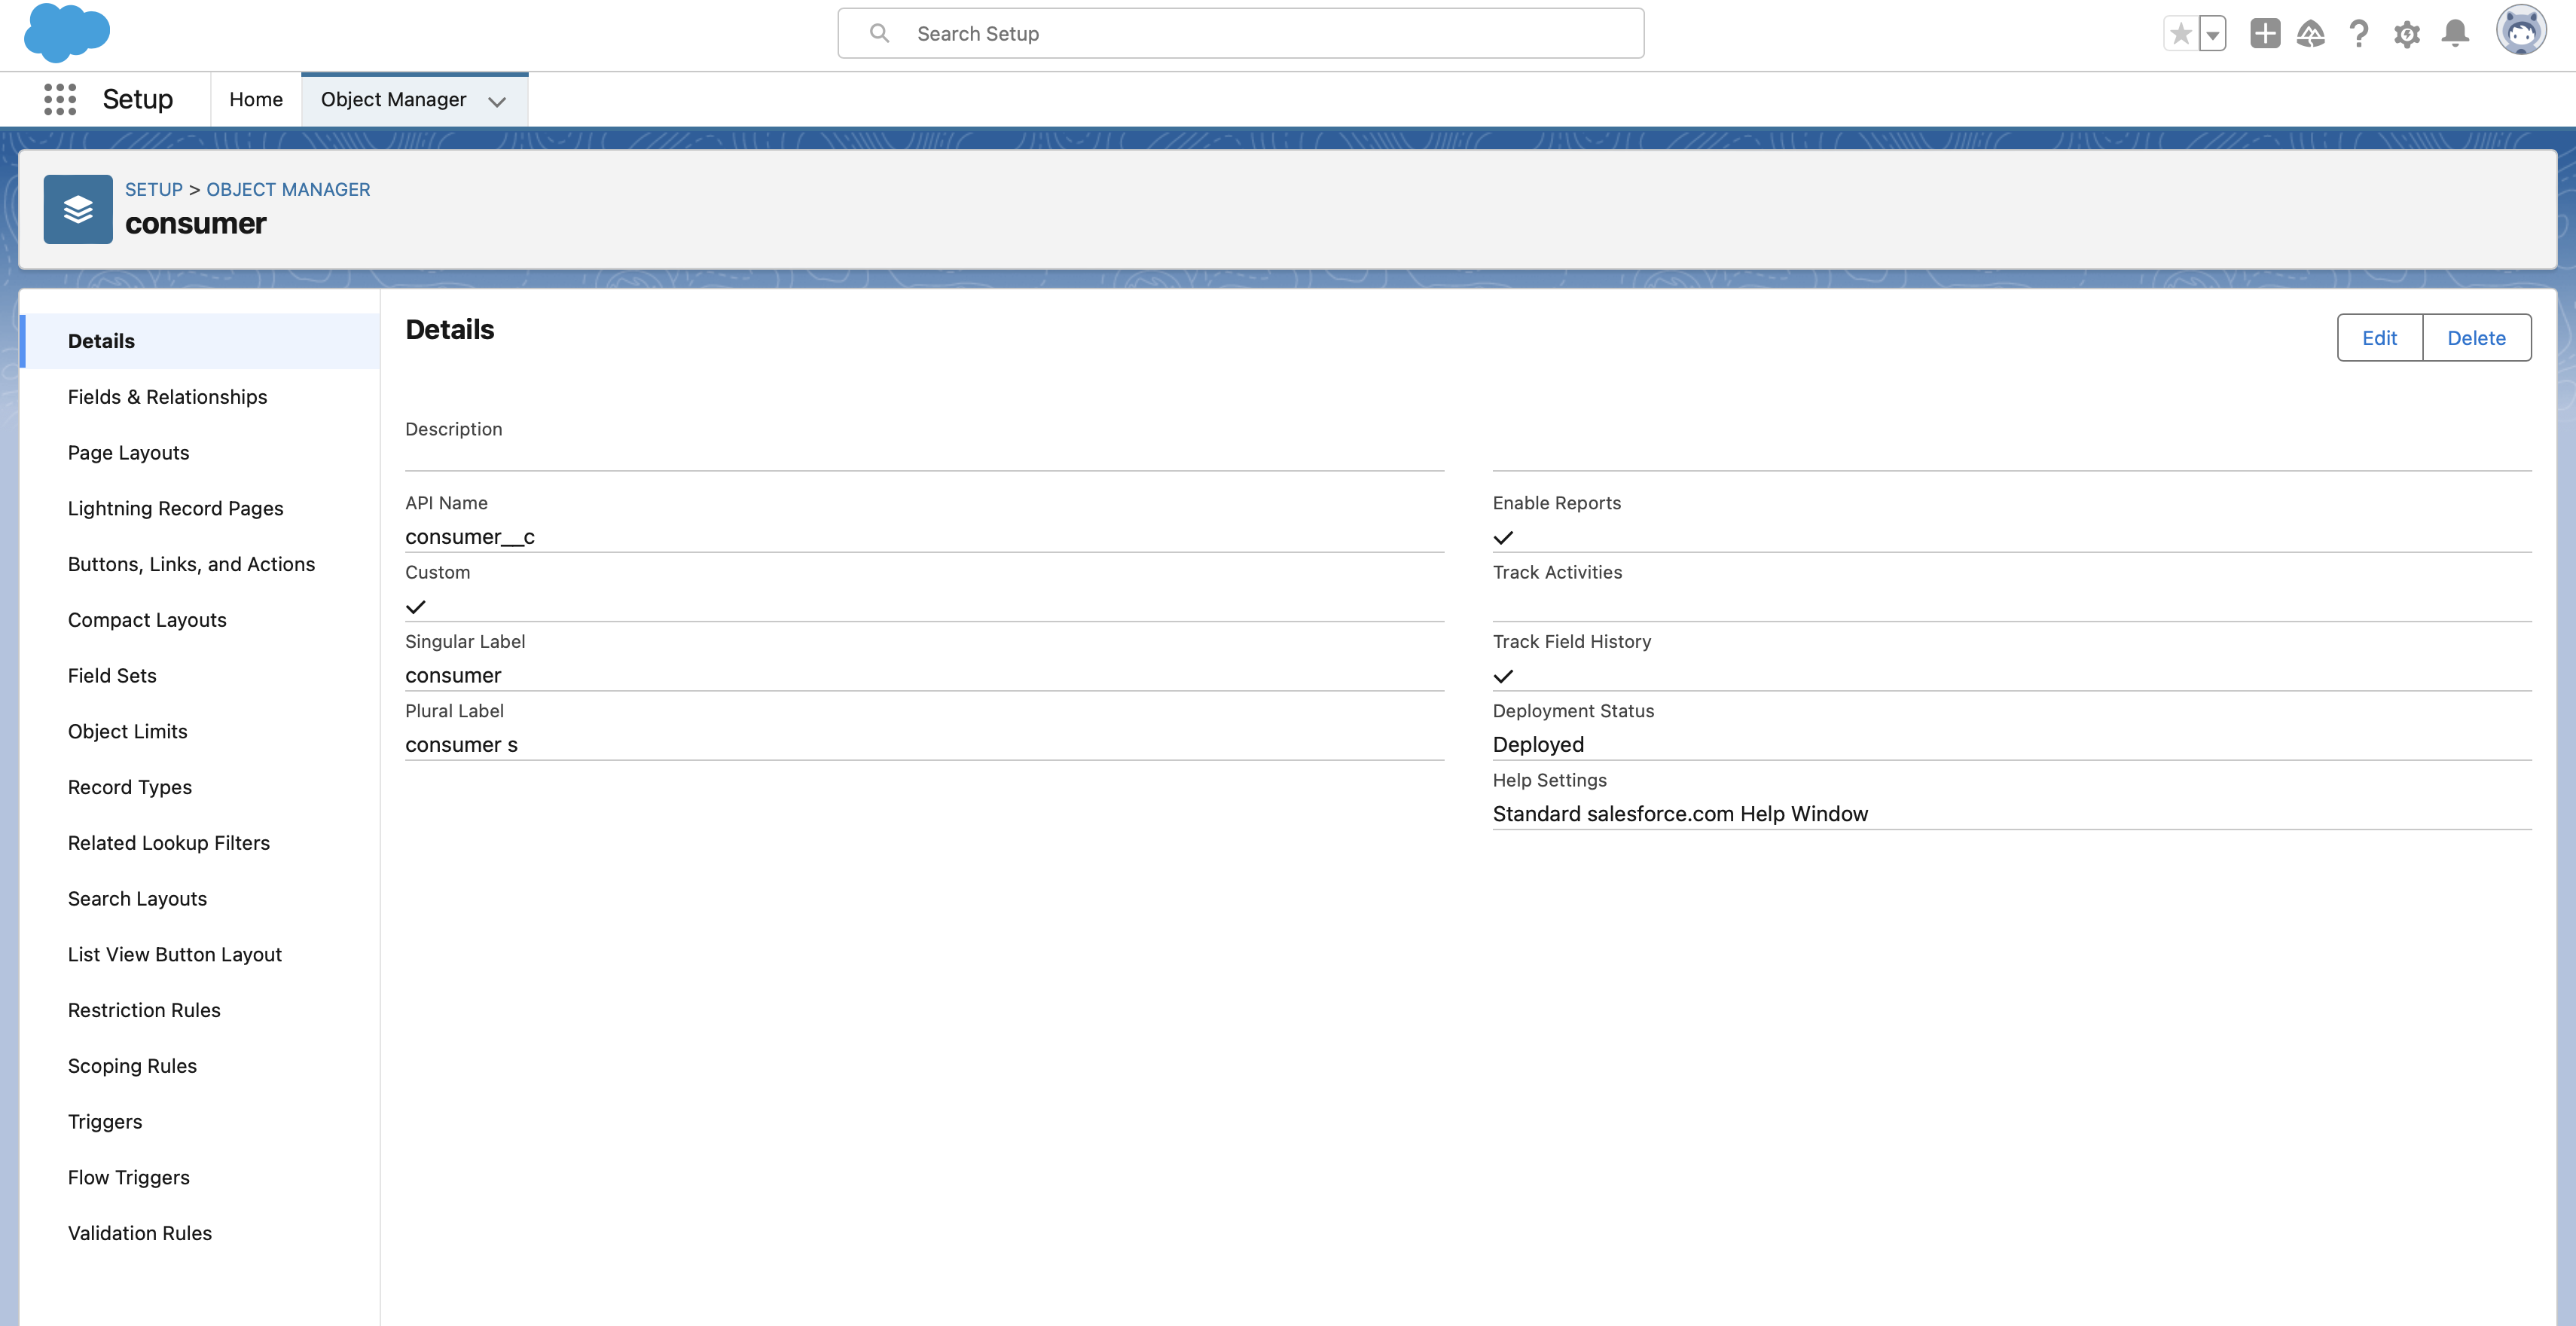 Search Setup
Setup
Home
Object Manager
SETUP > OBJECT MANAGER
consumer
Details
Fields & Relationships
Page Layouts
Lightning Record Pages
Buttons, Links, and Actions
Compact Layouts
Field Sets
Object Limits
Record Types
Related Lookup Filters
Search Layouts
List View Button Layout
Restriction Rules
Scoping Rules
Triggers
Flow Triggers
Validation Rules
Details
Edit
Delete
Description
API Name
consumer__c
Custom
Singular Label
consumer
Plural Label
consumer s
Enable Reports
Track Activities
Track Field History
Deployment Status
Deployed
Help Settings
Standard salesforce.com Help Window